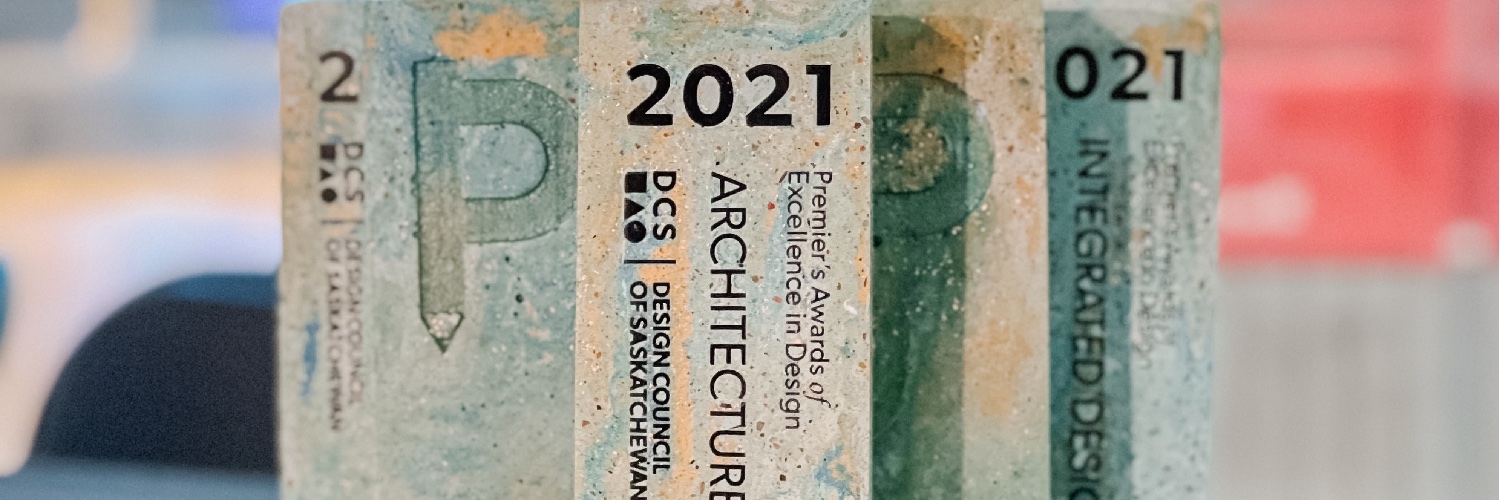 2
DCS | DESIGN COUNCIL
OF SASKATCHEWAN
P
2021
Premier's Awards of
Excellence in Design
ARCHITECTURE
DCS | DESIGN COUNCIL
OF SASKATCHEWAN
P
021
INTEGRATED DESIG